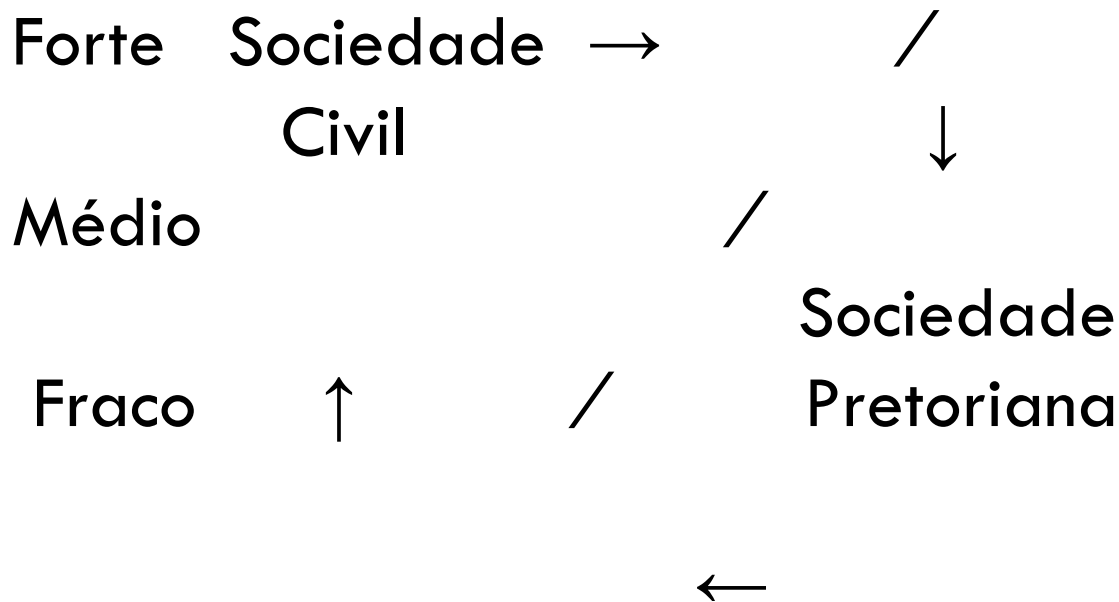 Forte Sociedade → /
Civil ↓
Médio /
Sociedade
Fraco ↑ / Pretoriana
←